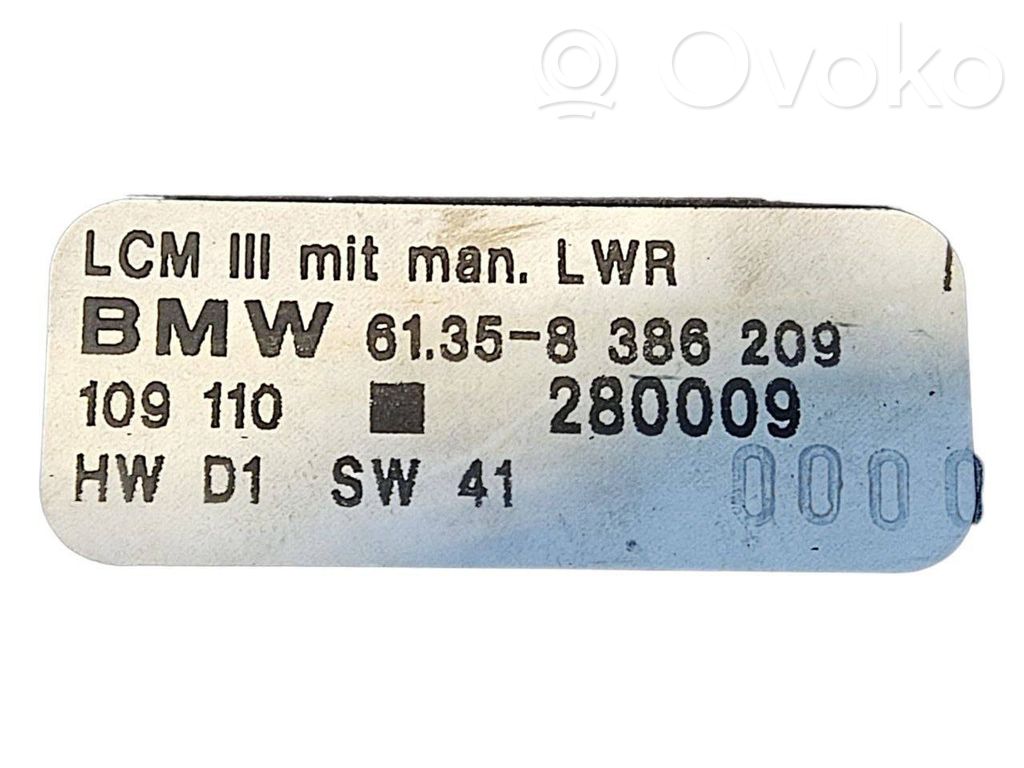 Ovoko
LCM III mit man. LWR
BMW 61.35-8 386 209
109 110 280009
HW D1 SW 41
0000